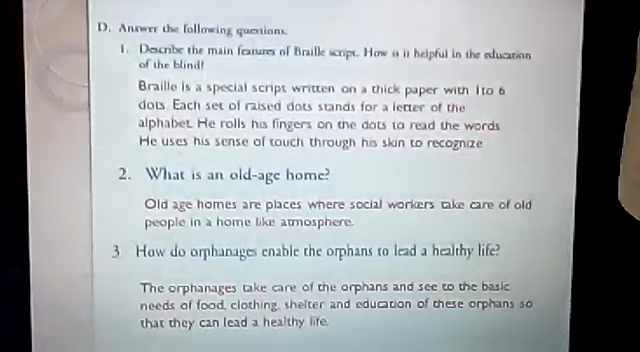 D. Answer the following questions.
1. Describe the main features of Braille script. How is it helpful in the education
of the blind?
Braille is a special script written on a thick paper with 1to 6
dots. Each set of raised dots stands for a letter of the
alphabet. He rolls his fingers on the dots to read the words
He uses his sense of touch through his skin to recognize
2. What is an old-age home?
Old age homes are places where social workers take care of old
people in a home like atmosphere.
3 How do orphanages enable the orphans to lead a healthy life?
The orphanages take care of the orphans and see to the basic
needs of food, clothing, shelter and education of these orphans so
that they can lead a healthy life.